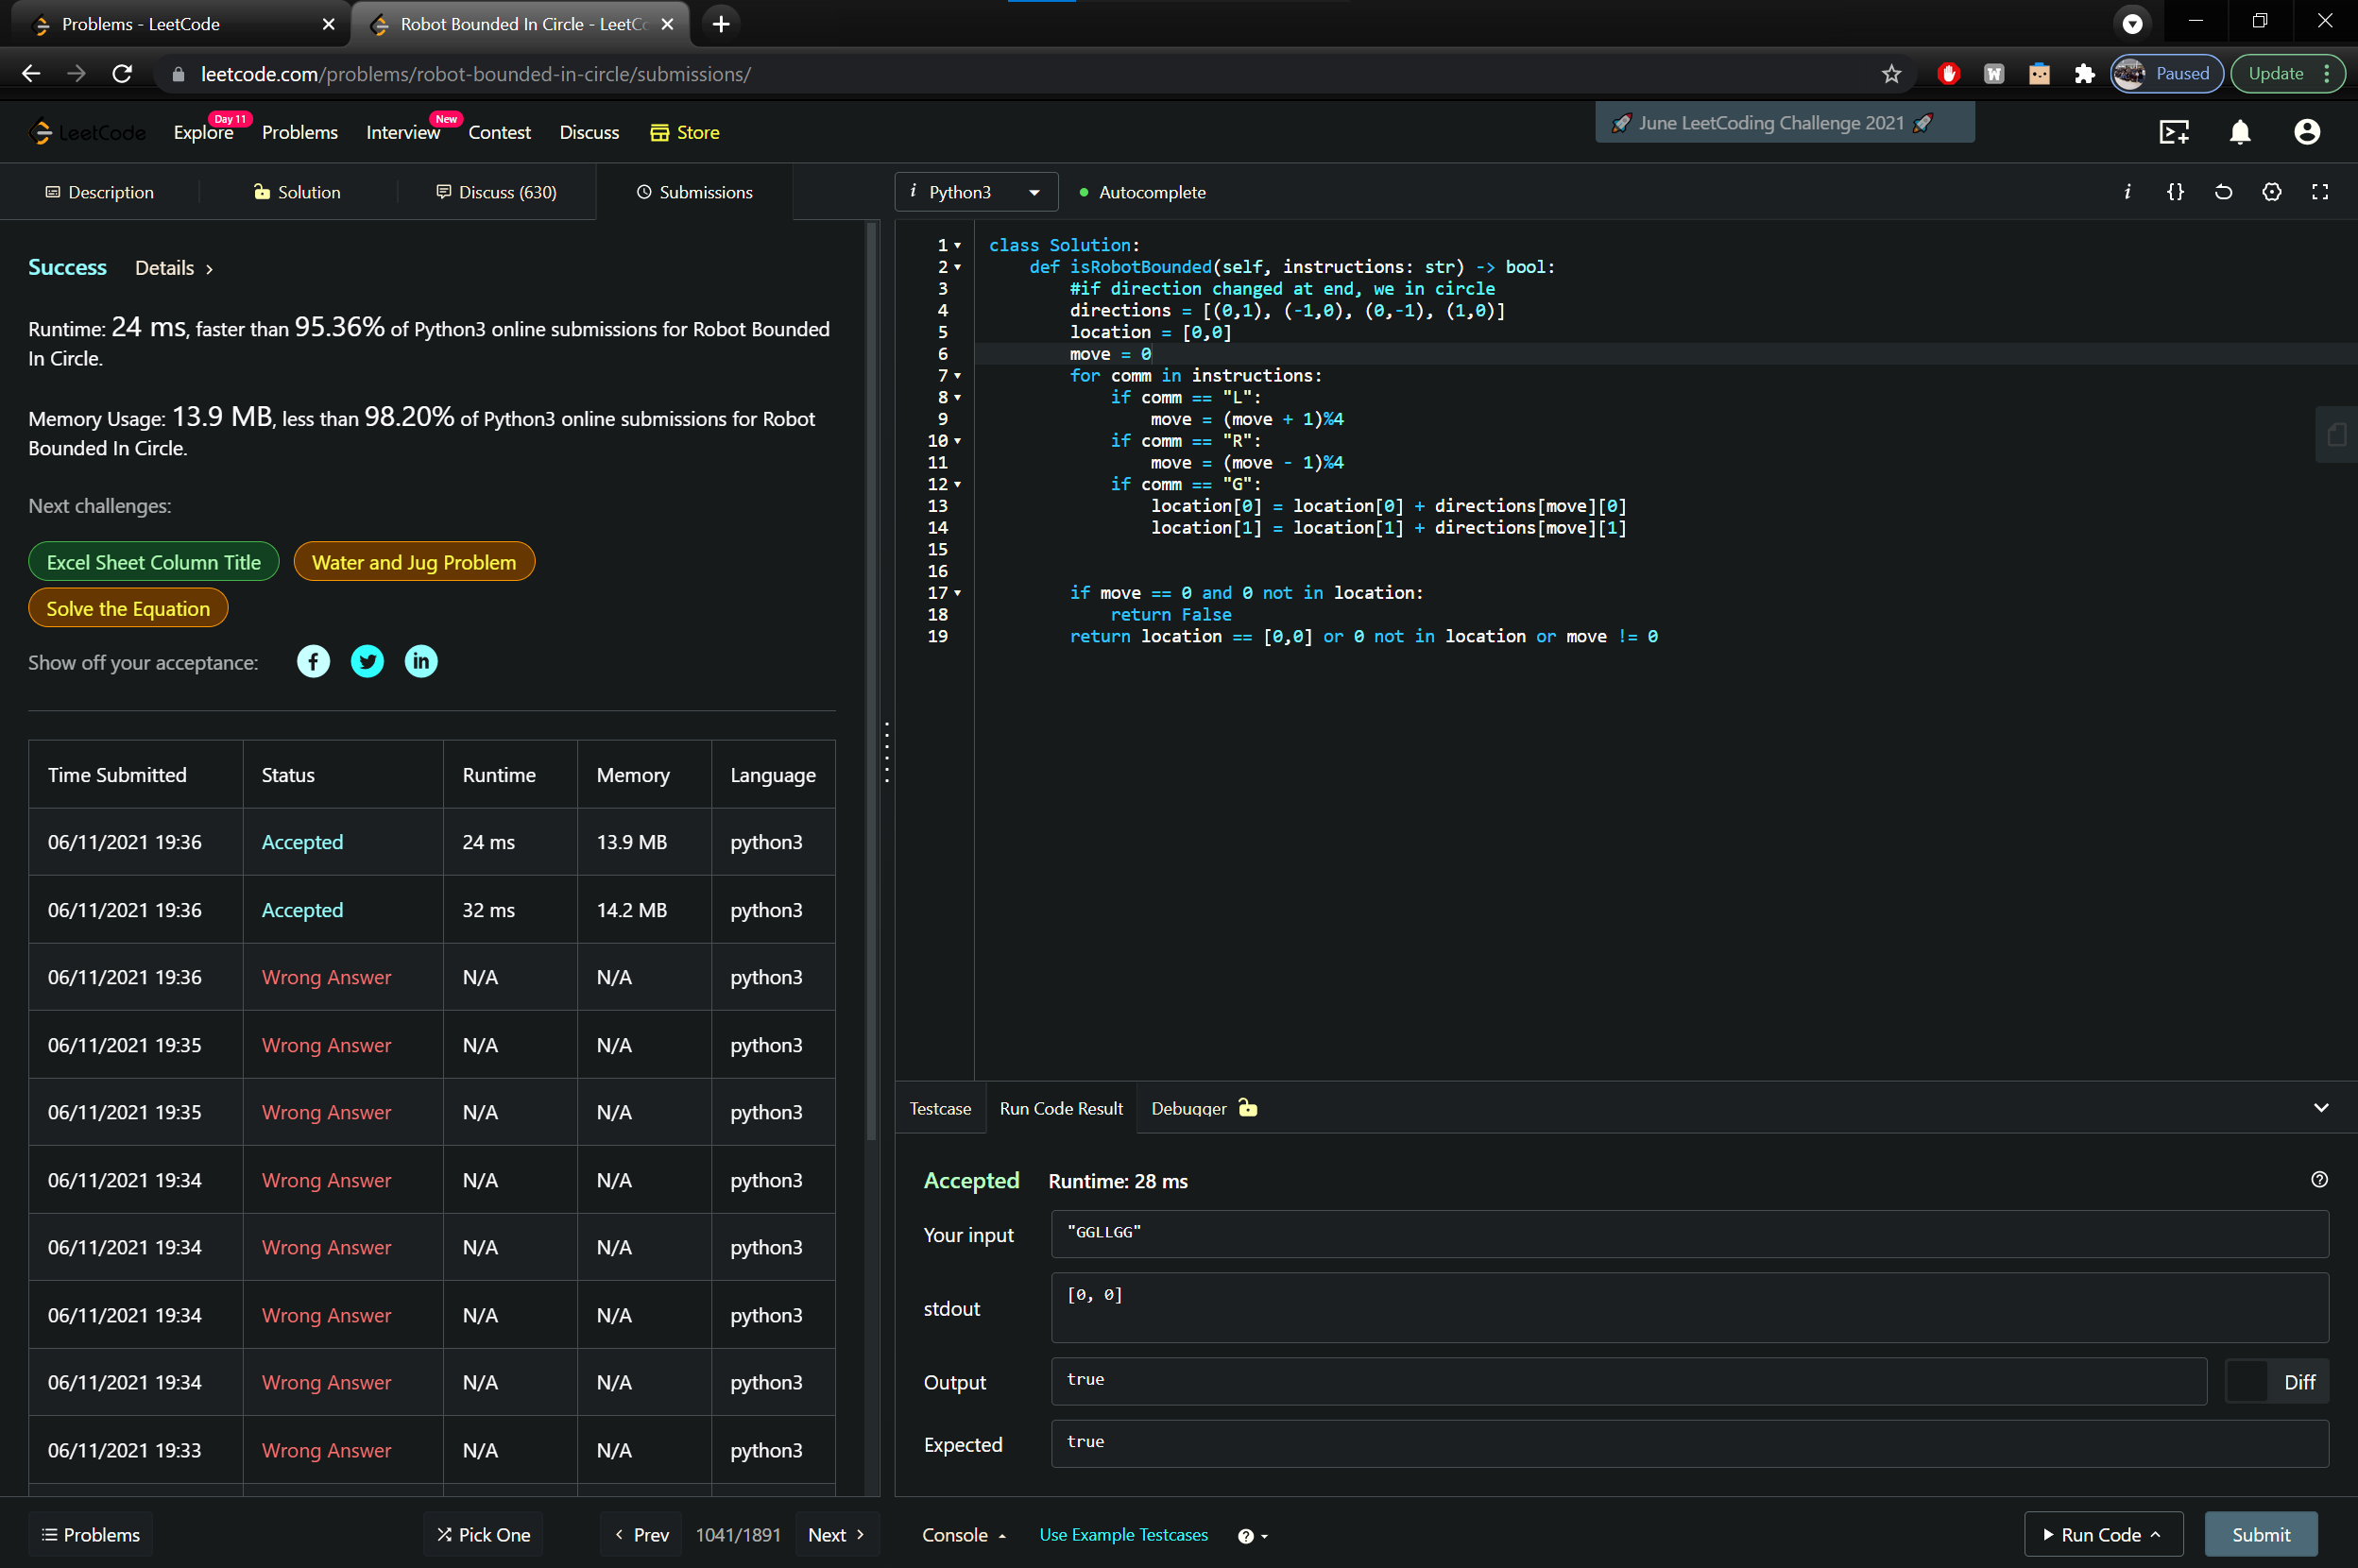 Problems - LeetCode
Robot Bounded In Circle - LeetCo
leetcode.com/problems/robot-bounded-in-circle/submissions/
Paused
Update
LeetCode
Explore
Day 11
Problems
Interview
New
Contest
Discuss
Store
🚀 June LeetCoding Challenge 2021 🚀
Description
Solution
Discuss (630)
Submissions
i Python3
Autocomplete
i
{}
Success
Details >
Runtime: 24 ms, faster than 95.36% of Python3 online submissions for Robot Bounded
In Circle.
Memory Usage: 13.9 MB, less than 98.20% of Python3 online submissions for Robot
Bounded In Circle.
Next challenges:
Excel Sheet Column Title
Water and Jug Problem
Solve the Equation
Show off your acceptance:
f
in
Time Submitted Status Runtime Memory Language
06/11/2021 19:36 Accepted 24 ms 13.9 MB python3
06/11/2021 19:36 Accepted 32 ms 14.2 MB python3
06/11/2021 19:36 Wrong Answer N/A N/A python3
06/11/2021 19:35 Wrong Answer N/A N/A python3
06/11/2021 19:35 Wrong Answer N/A N/A python3
06/11/2021 19:34 Wrong Answer N/A N/A python3
06/11/2021 19:34 Wrong Answer N/A N/A python3
06/11/2021 19:34 Wrong Answer N/A N/A python3
06/11/2021 19:34 Wrong Answer N/A N/A python3
06/11/2021 19:33 Wrong Answer N/A N/A python3
Problems
Pick One
< Prev
1041/1891
Next >
1 class Solution:
2     def isRobotBounded(self, instructions: str) -> bool:
3         #if direction changed at end, we in circle
4         directions = [(0,1), (-1,0), (0,-1), (1,0)]
5         location = [0,0]
6         move = 0
7         for comm in instructions:
8             if comm == "L":
9                 move = (move + 1)%4
10             if comm == "R":
11                 move = (move - 1)%4
12             if comm == "G":
13                 location[0] = location[0] + directions[move][0]
14                 location[1] = location[1] + directions[move][1]
15
16
17         if move == 0 and 0 not in location:
18             return False
19         return location == [0,0] or 0 not in location or move != 0
Testcase
Run Code Result
Debugger
Accepted
Runtime: 28 ms
Your input
"GGLLGG"
stdout
[0, 0]
Output
true
Diff
Expected
true
Console
Use Example Testcases
Run Code
Submit